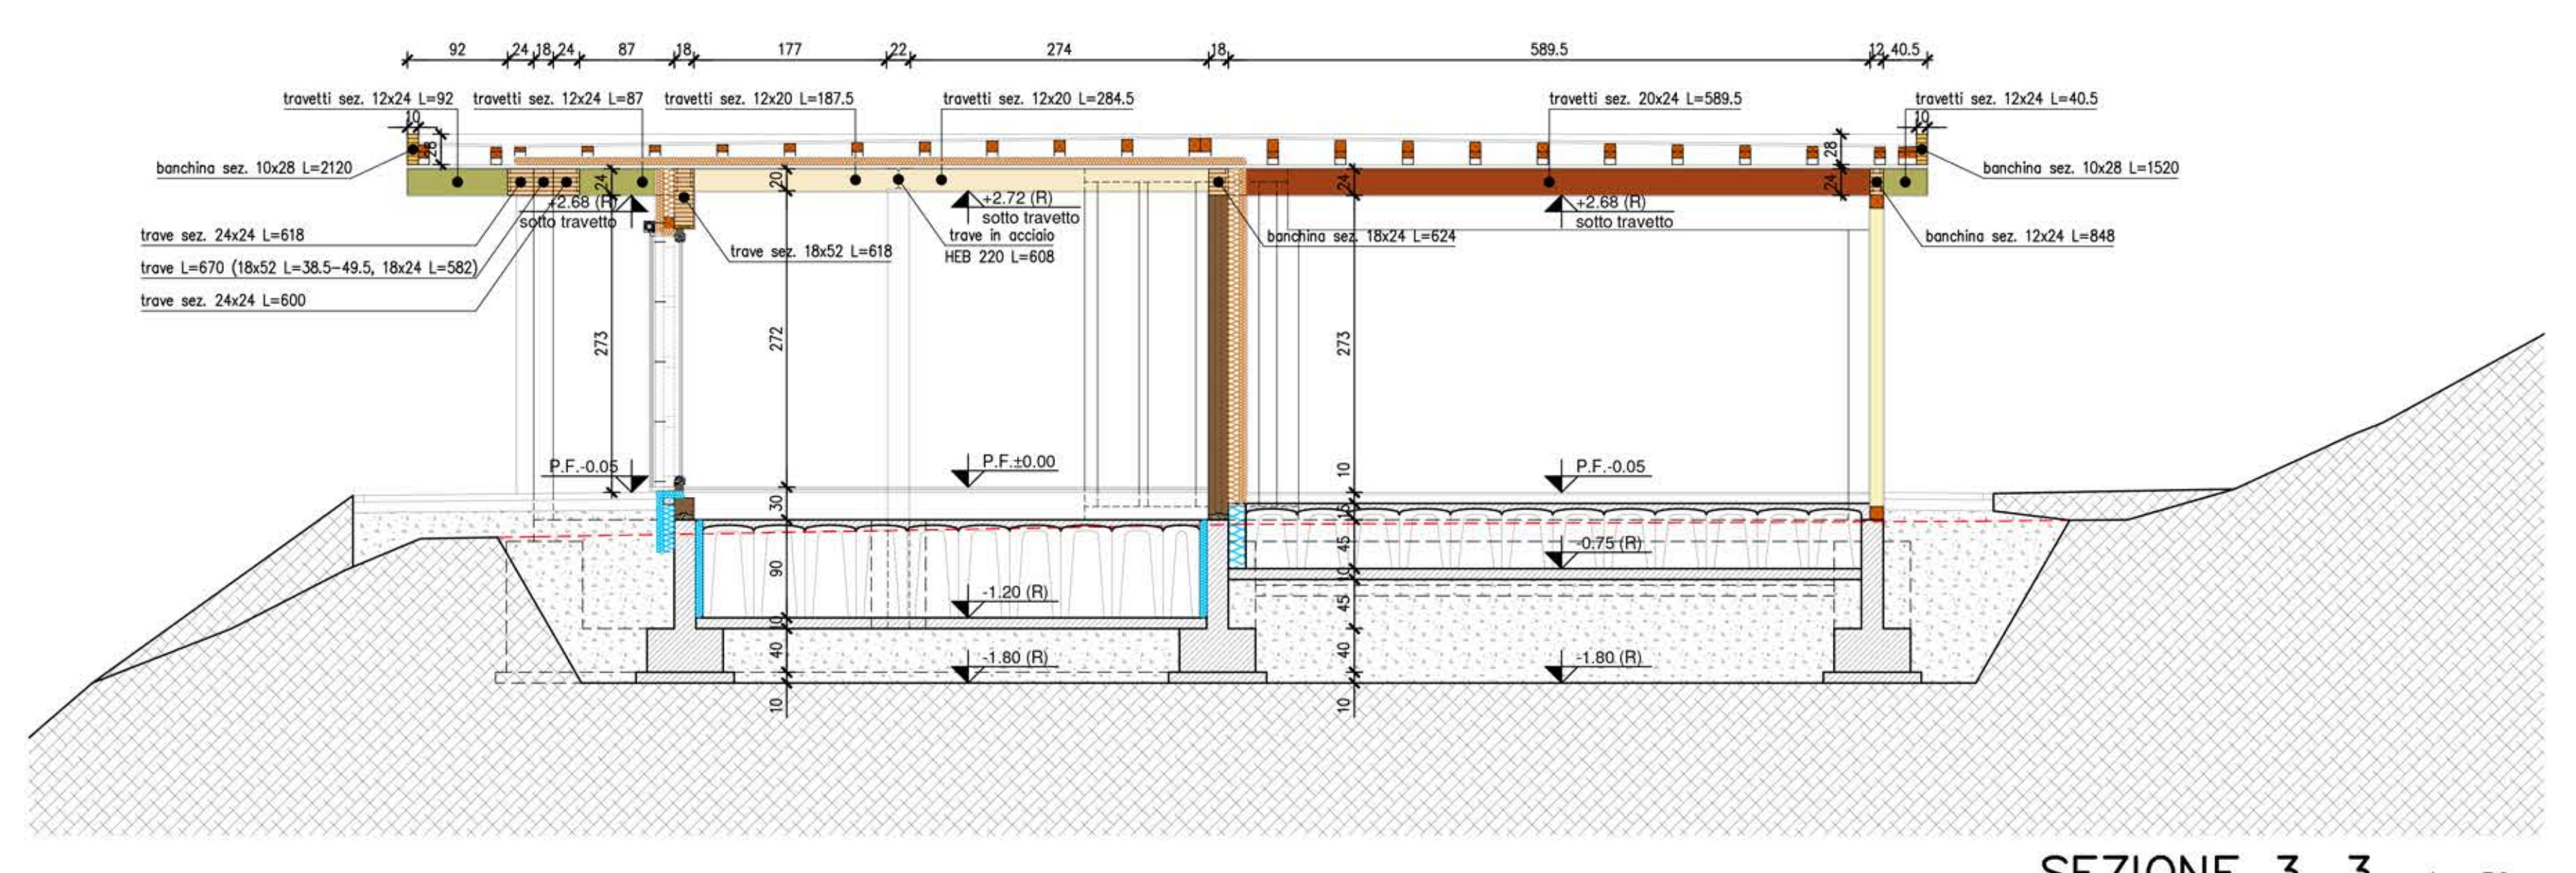 92 24 18 24 87 18 177 22 274 18 589.5 12 40.5
travetti sez. 12x24 L=92
travetti sez. 12x24 L=87
travetti sez. 12x20 L=187.5
travetti sez. 12x20 L=284.5
travetti sez. 20x24 L=589.5
travetti sez. 12x24 L=40.5
10
10
28
28
banchina sez. 10x28 L=2120
banchina sez. 10x28 L=1520
24
20
24
24
+2.68 (R)
sotto travetto
+2.72 (R)
sotto travetto
+2.68 (R)
sotto travetto
trave sez. 24x24 L=618
trave in acciaio
HEB 220 L=608
banchina sez. 18x24 L=624
banchina sez. 12x24 L=848
trave sez. 18x52 L=618
trave L=670 (18x52 L=38.5-49.5, 18x24 L=582)
trave sez. 24x24 L=600
273
272
273
P.F.-0.05
P.F.±0.00
P.F.-0.05
10
30
45
-0.75 (R)
90
-1.20 (R)
10
10
45
40
-1.80 (R)
40
-1.80 (R)
10
10
SEZIONE 3 3